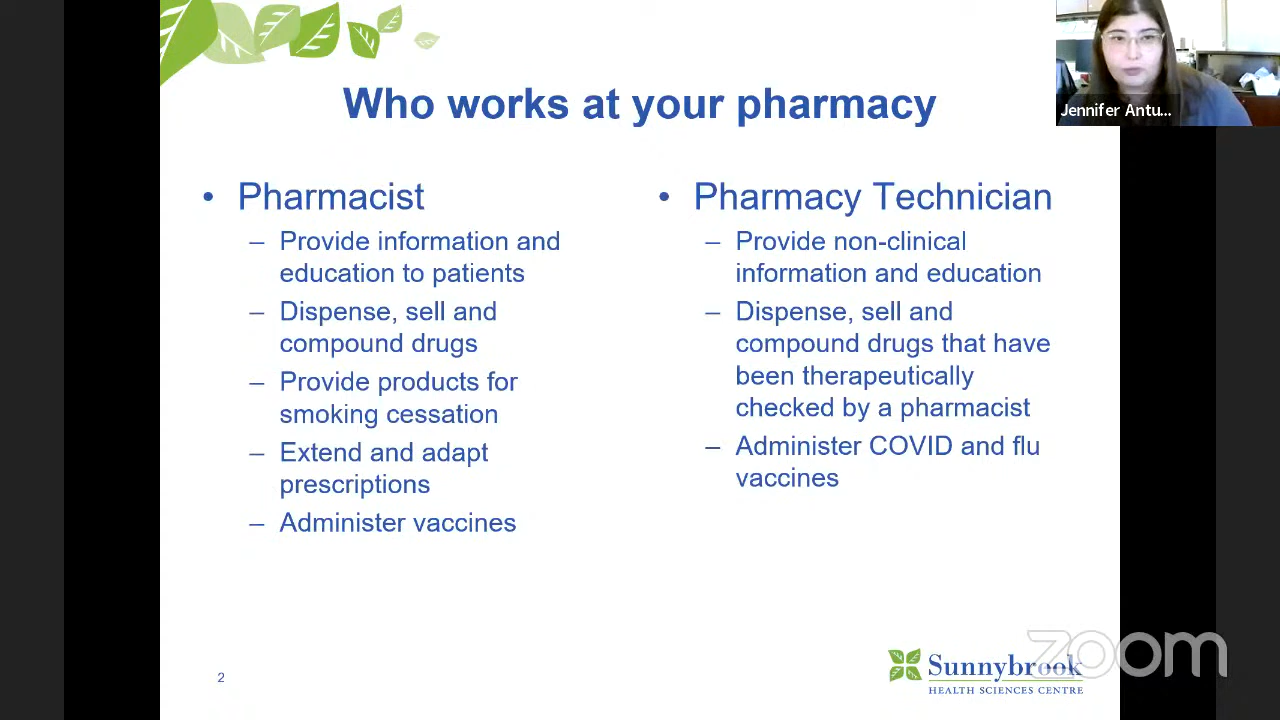 Who works at your pharmacy
Jennifer Antu...
• Pharmacist
– Provide information and
education to patients
– Dispense, sell and
compound drugs
– Provide products for
smoking cessation
– Extend and adapt
prescriptions
– Administer vaccines
• Pharmacy Technician
– Provide non-clinical
information and education
– Dispense, sell and
compound drugs that have
been therapeutically
checked by a pharmacist
– Administer COVID and flu
vaccines
2
Sunnybrook
HEALTH SCIENCES CENTRE
zoom